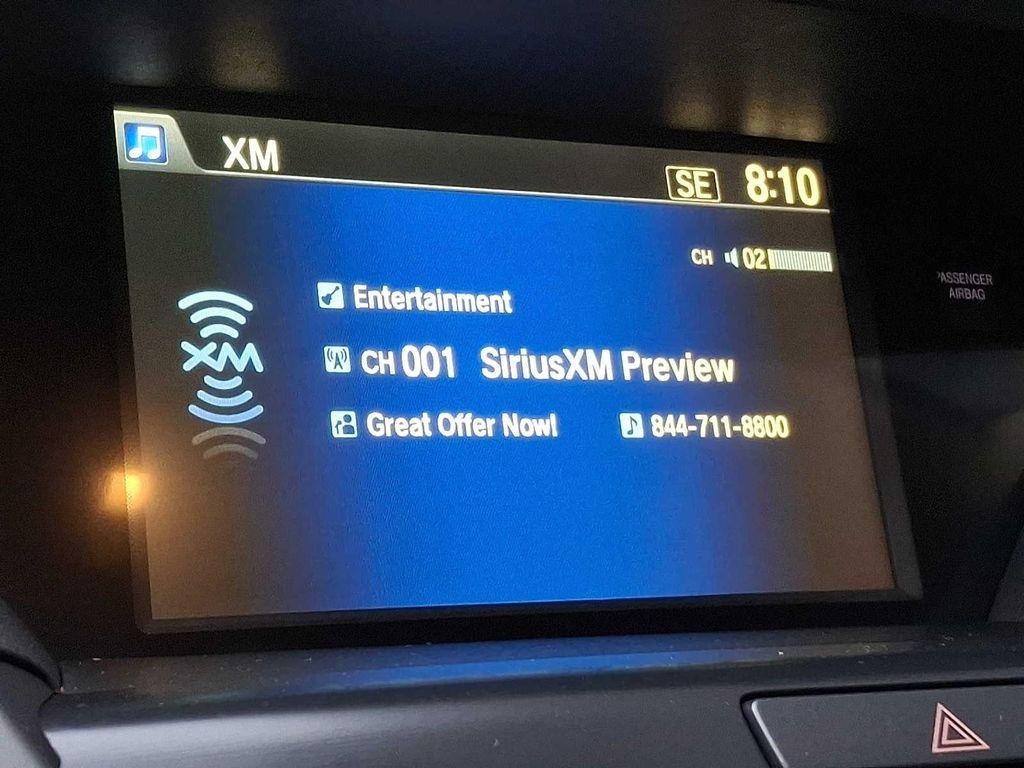 XM
SE 8:10
CH 02
Entertainment
XM
CH 001 SiriusXM Preview
Great Offer Now! 844-711-8800
PASSENGER
AIRBAG